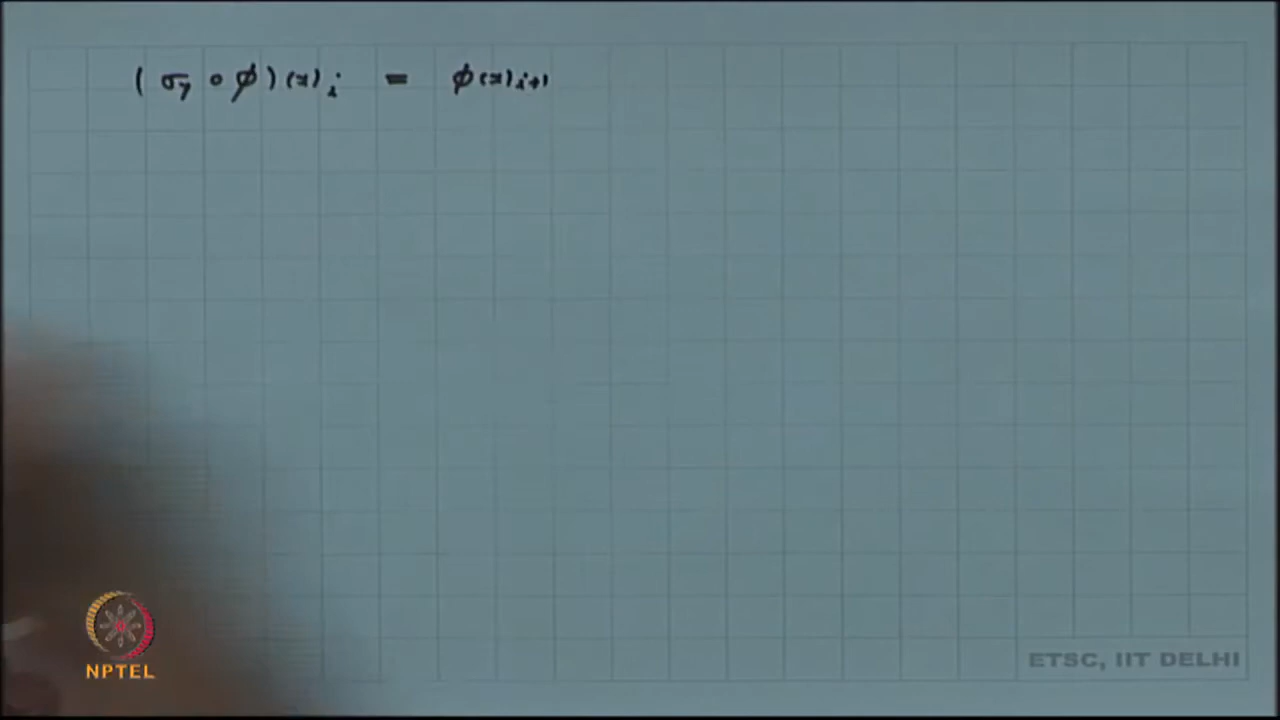 (σ_Y ∘ ϕ)(x)_i = ϕ(x)_{i+1}
NPTEL
ETSC, IIT DELHI